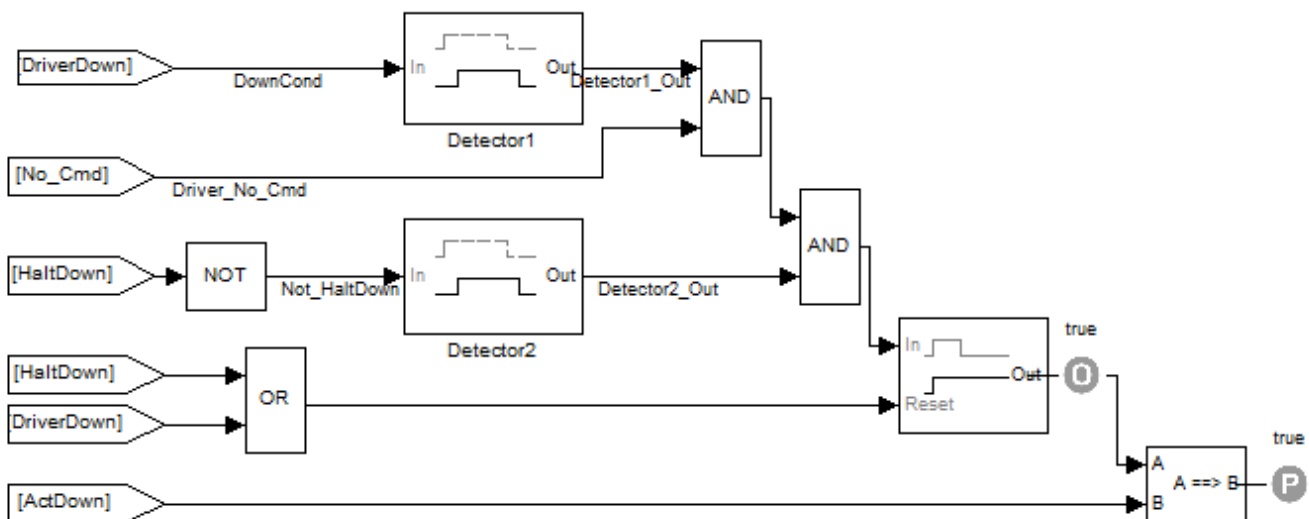 [DriverDown]
DownCond
In
Out
Detector1_Out
Detector1
AND
[No_Cmd]
Driver_No_Cmd
AND
[HaltDown]
NOT
Not_HaltDown
In
Out
Detector2_Out
Detector2
[HaltDown]
[DriverDown]
OR
In
Reset
Out
true
O
[ActDown]
A
B
A ==> B
true
P